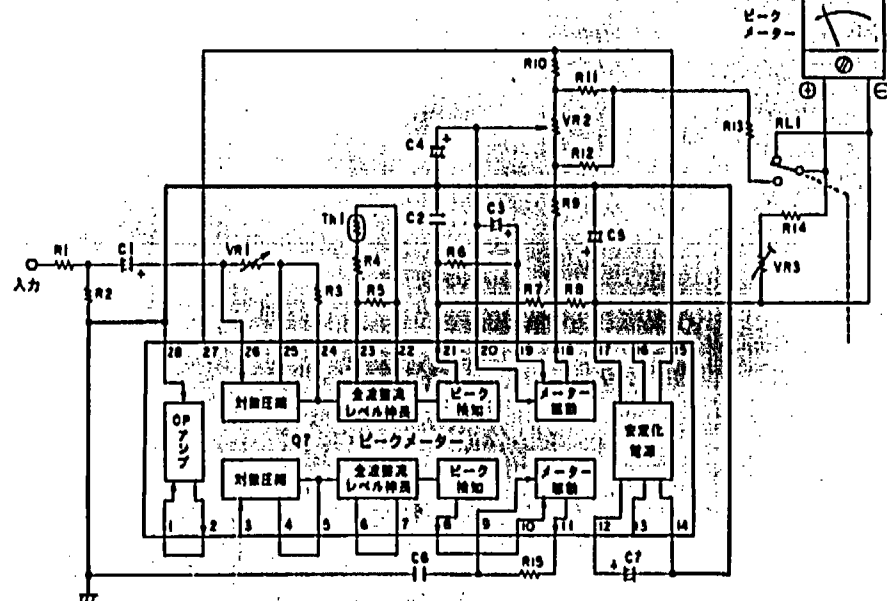 ピーク
メーター
⊕
⊖
R10
R11
C4
+
VR2
R13
RL1
R12
Th1
C2
C3
+
R9
C5
+
R14
R4
R6
R1
C1
+
VR1
VR3
入力
R2
R3
R5
R7
R8
28
27
26
25
24
23
22
21
20
19
18
17
16
15
OP
アンプ
対数圧縮
全波整流
レベル伸長
ピーク
検知
メーター
駆動
安定化
電源
Q7
ピークメーター
対数圧縮
全波整流
レベル伸長
ピーク
検知
メーター
駆動
1
2
3
4
5
6
7
8
9
10
11
12
13
14
C6
R15
+
C7